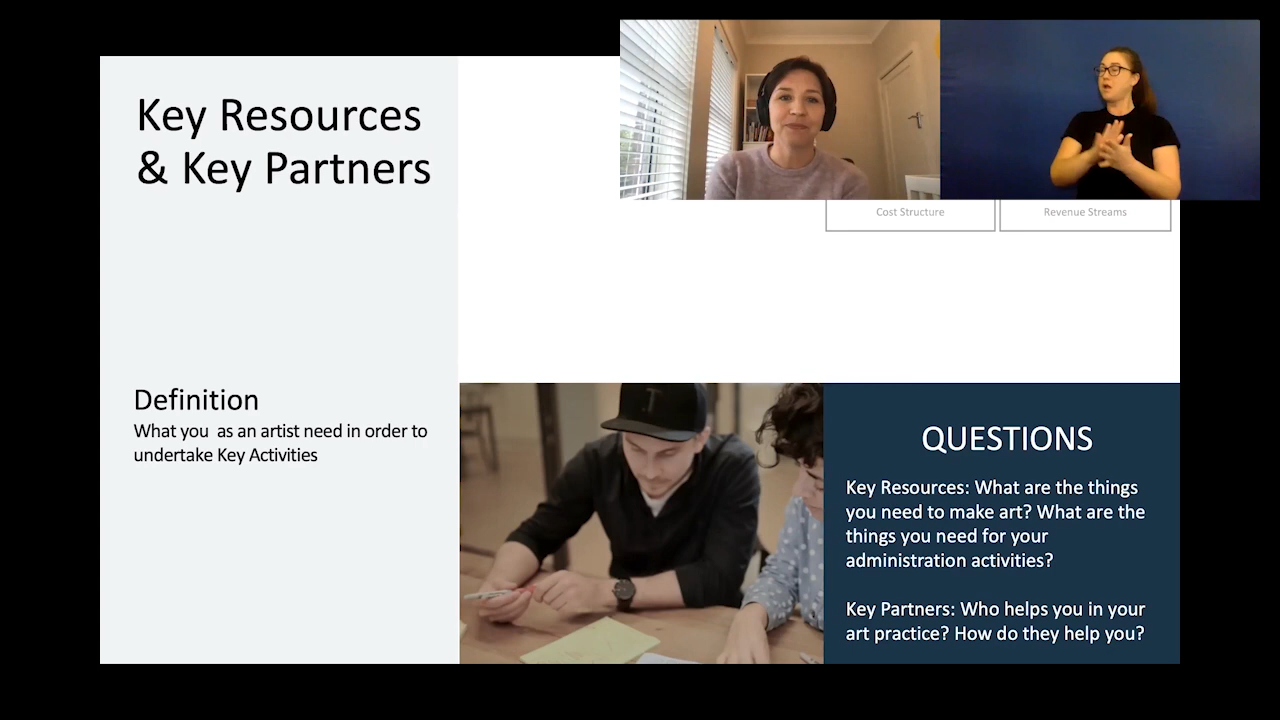 Key Resources
& Key Partners
Cost Structure
Revenue Streams
Definition
What you  as an artist need in order to
undertake Key Activities
QUESTIONS
Key Resources: What are the things
you need to make art? What are the
things you need for your
administration activities?
Key Partners: Who helps you in your
art practice? How do they help you?